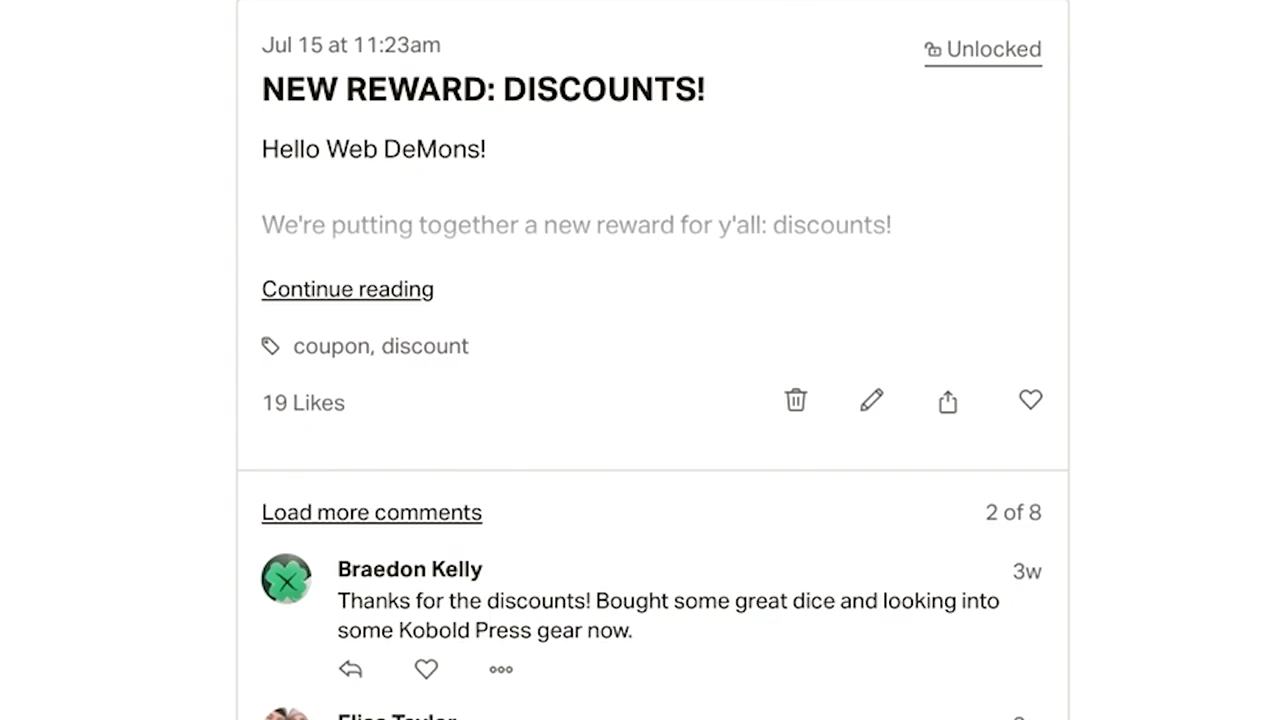 Jul 15 at 11:23am
Unlocked
NEW REWARD: DISCOUNTS!
Hello Web DeMons!
We're putting together a new reward for y'all: discounts!
Continue reading
coupon, discount
19 Likes
Load more comments
2 of 8
Braedon Kelly
3w
Thanks for the discounts! Bought some great dice and looking into
some Kobold Press gear now.